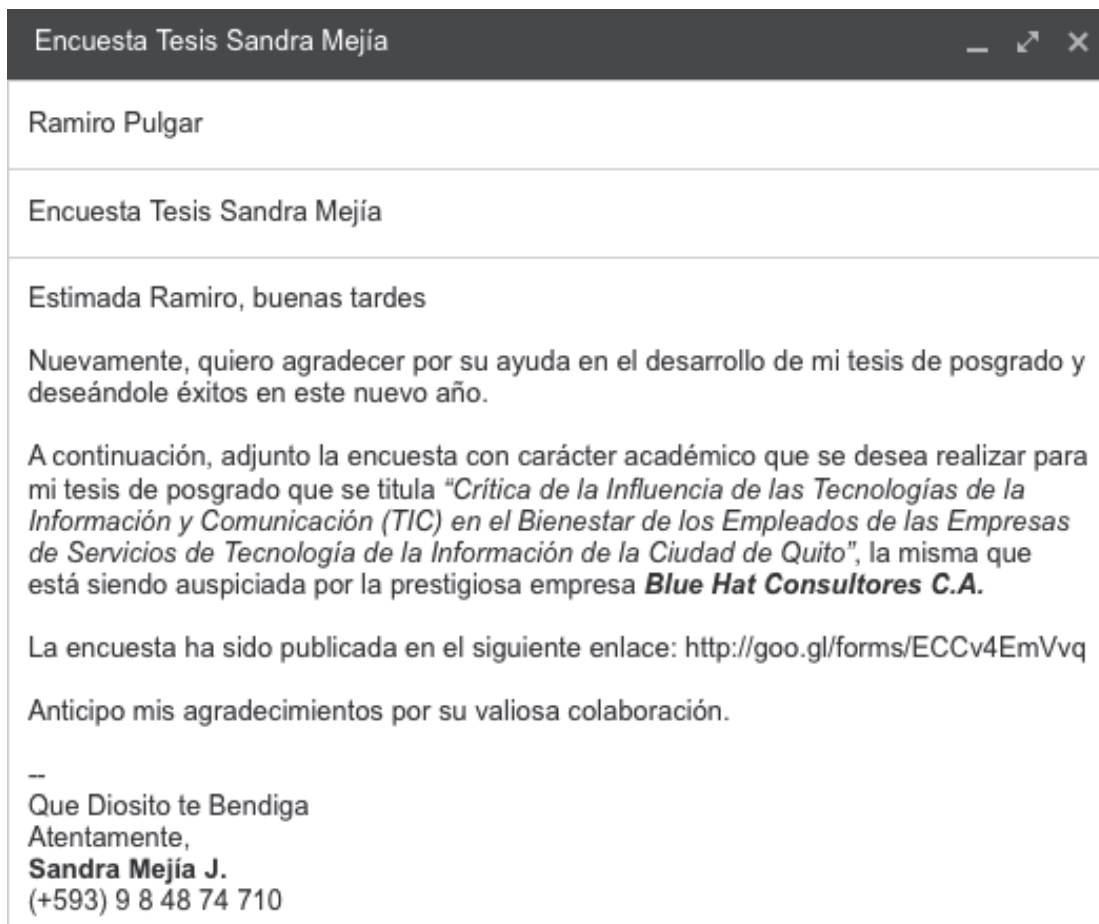 Encuesta Tesis Sandra Mejía
Ramiro Pulgar
Encuesta Tesis Sandra Mejía
Estimada Ramiro, buenas tardes
Nuevamente, quiero agradecer por su ayuda en el desarrollo de mi tesis de posgrado y
deseándole éxitos en este nuevo año.
A continuación, adjunto la encuesta con carácter académico que se desea realizar para
mi tesis de posgrado que se titula “Crítica de la Influencia de las Tecnologías de la
Información y Comunicación (TIC) en el Bienestar de los Empleados de las Empresas
de Servicios de Tecnología de la Información de la Ciudad de Quito”, la misma que
está siendo auspiciada por la prestigiosa empresa Blue Hat Consultores C.A.
La encuesta ha sido publicada en el siguiente enlace: http://goo.gl/forms/ECCv4EmVvq
Anticipo mis agradecimientos por su valiosa colaboración.
--
Que Diosito te Bendiga
Atentamente,
Sandra Mejía J.
(+593) 9 8 48 74 710